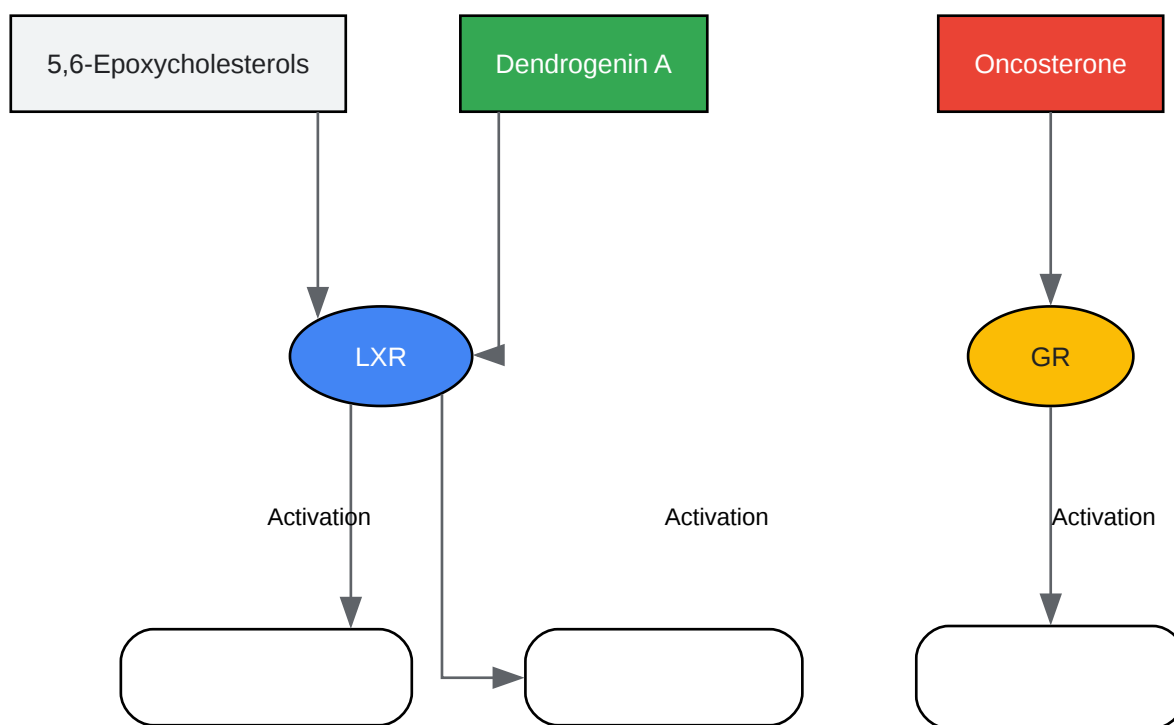 5,6-Epoxycholesterols
Dendrogenin A
Oncosterone
LXR
GR
Activation
Activation
Activation